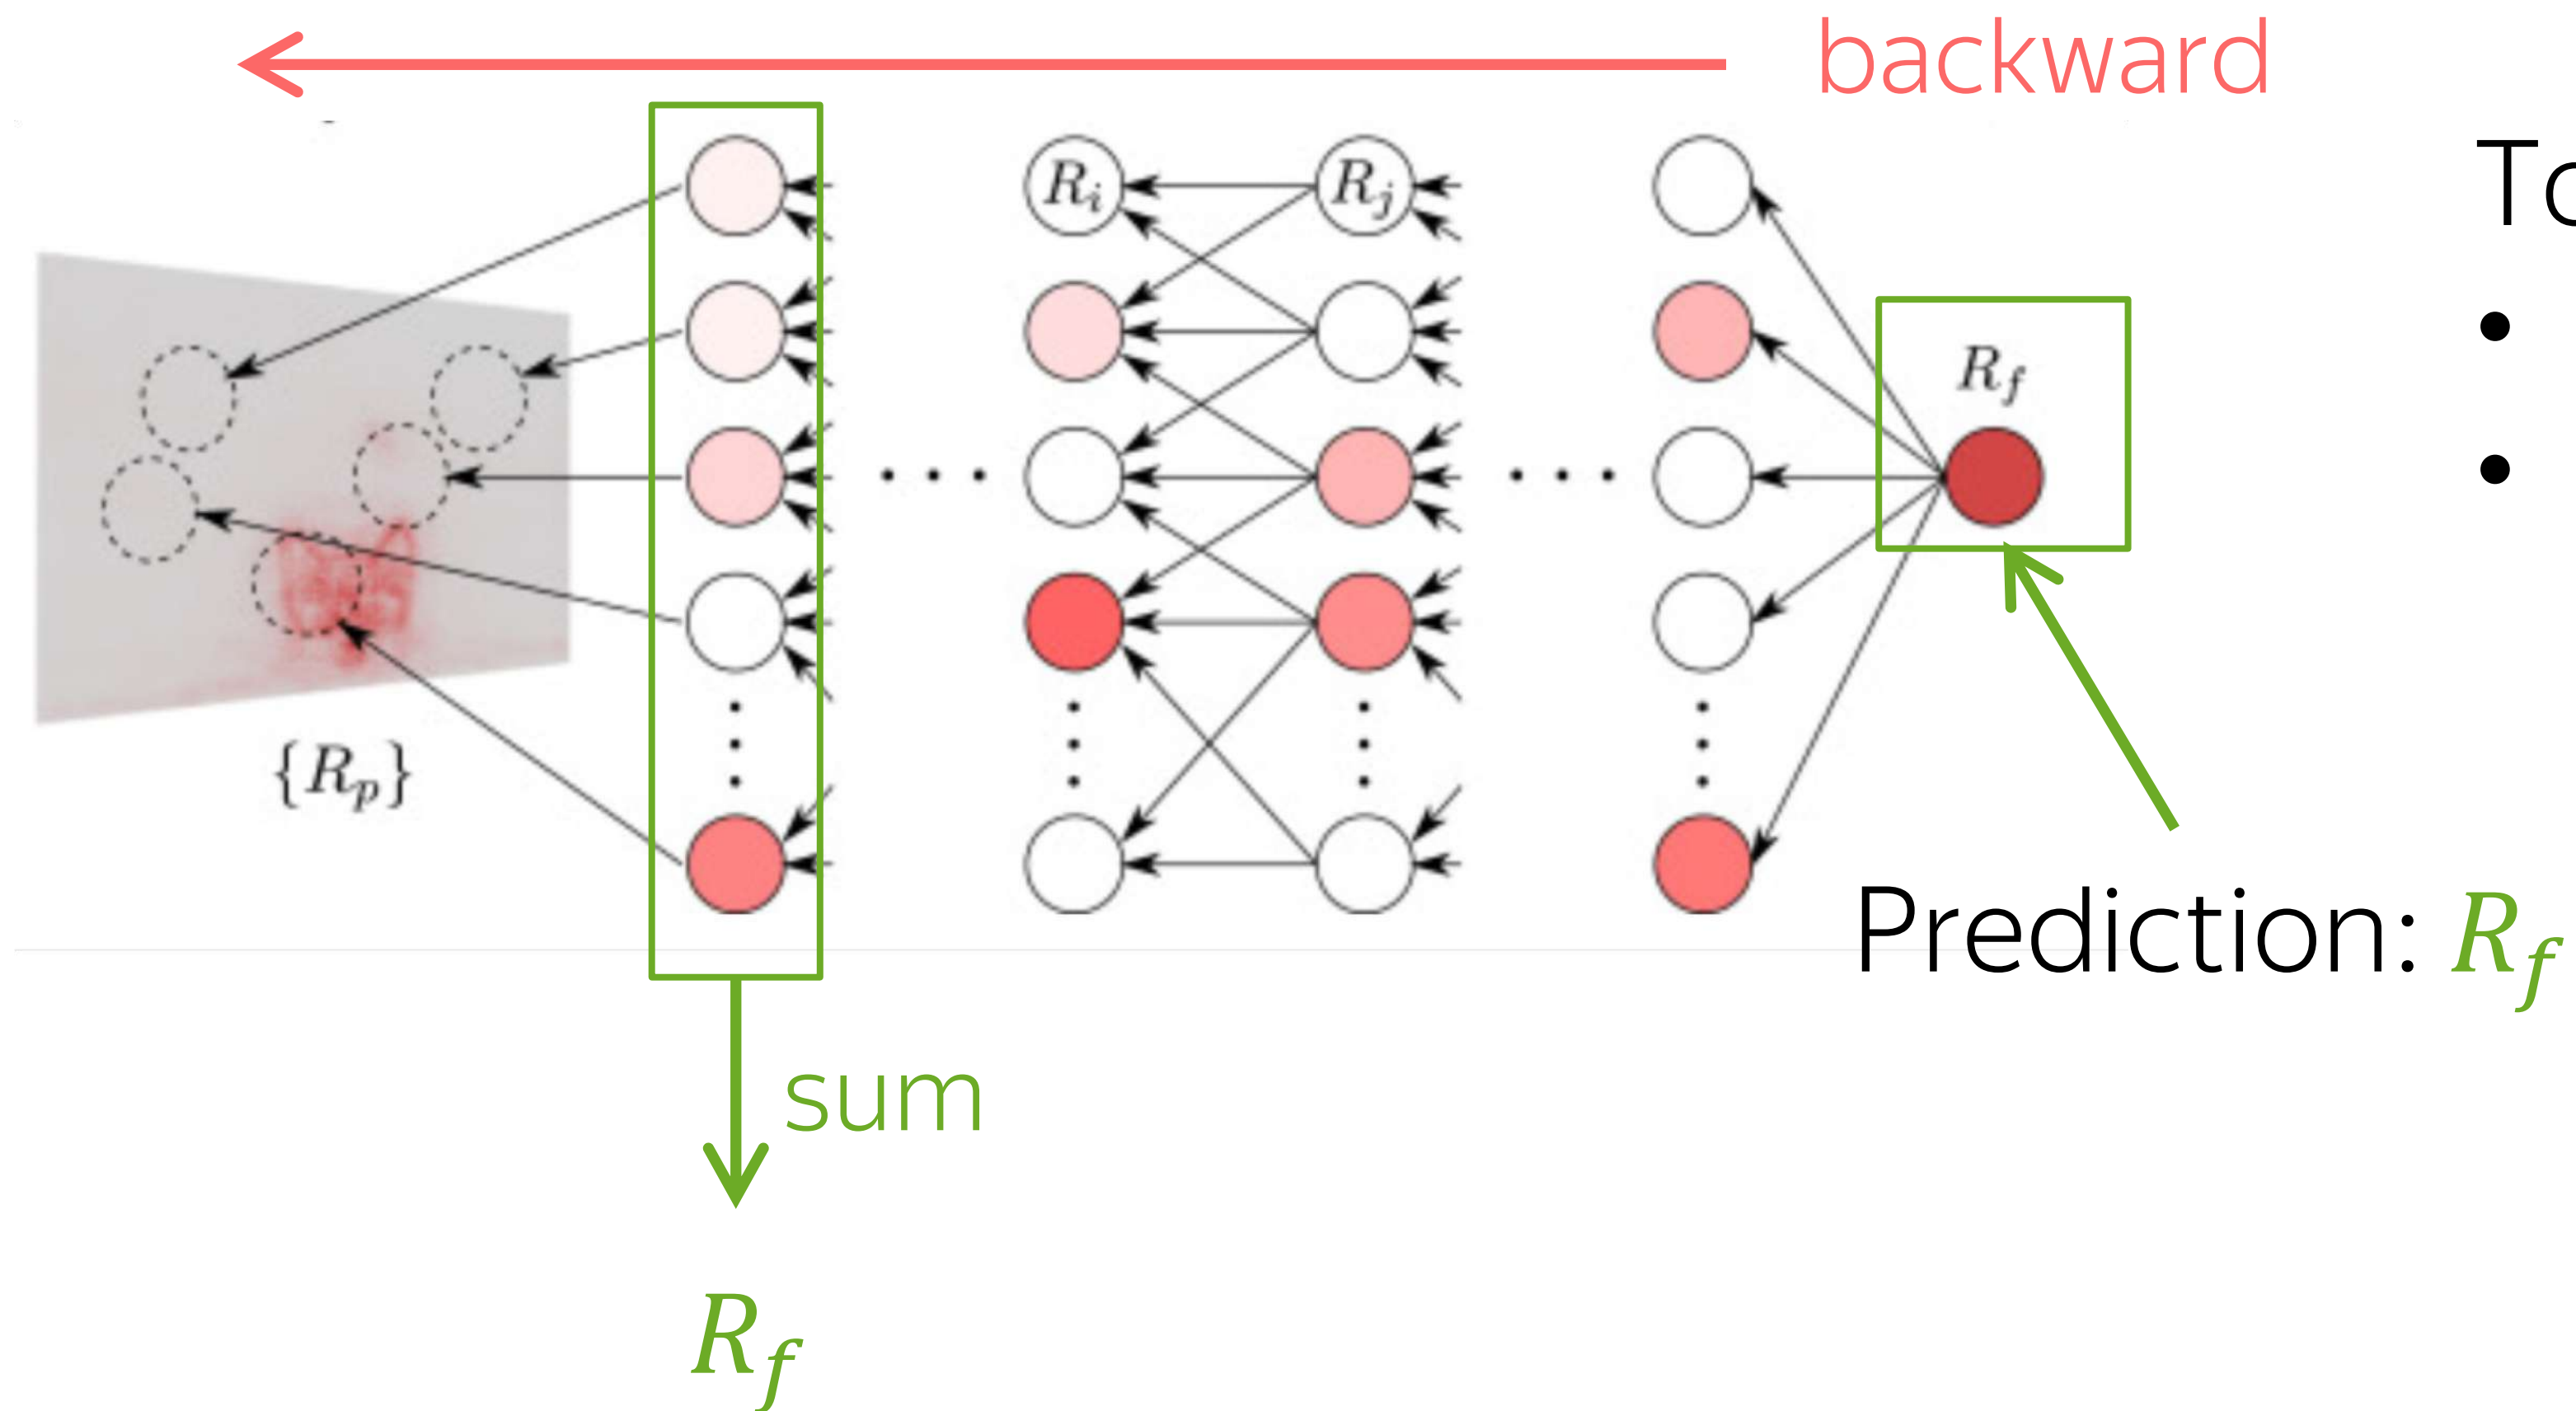 backward
To
R_i
R_j
•
R_f
•
{R_p}
Prediction: R_f
sum
R_f